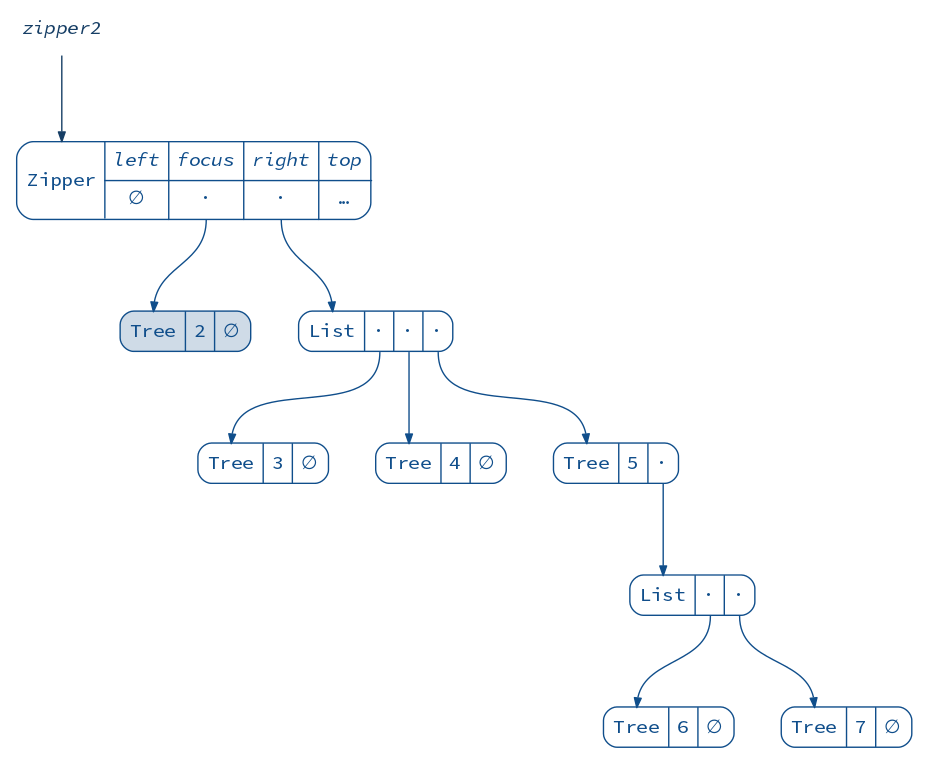 zipper2
Zipper left focus right top
∅ · · …
Tree 2 ∅ List · · ·
Tree 3 ∅ Tree 4 ∅ Tree 5 ·
List · ·
Tree 6 ∅ Tree 7 ∅